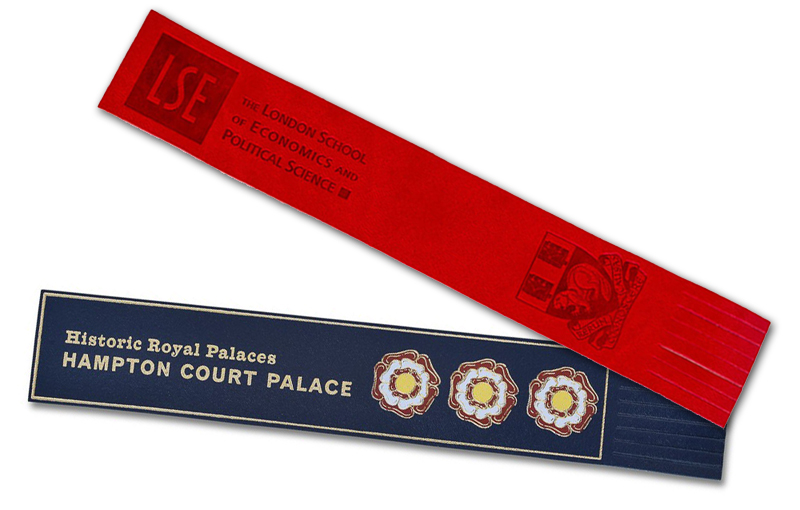 LSE
THE LONDON SCHOOL
OF ECONOMICS AND
POLITICAL SCIENCE
Historic Royal Palaces
HAMPTON COURT PALACE